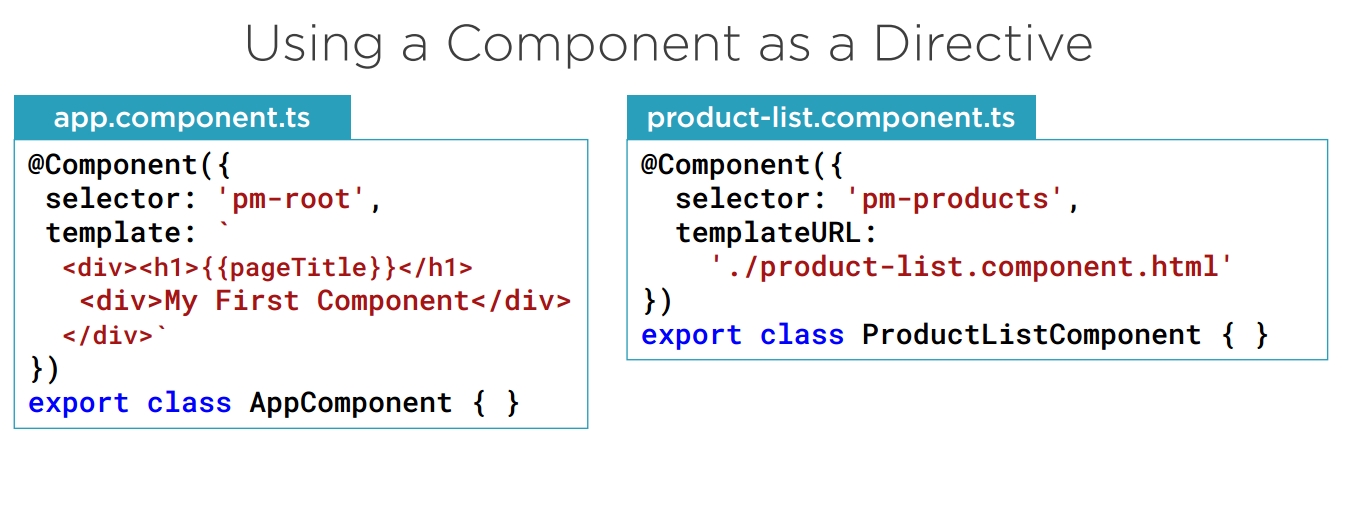 Using a Component as a Directive
app.component.ts
@Component({
 selector: 'pm-root',
 template: `
  <div><h1>{{pageTitle}}</h1>
   <div>My First Component</div>
  </div>`
})
export class AppComponent { }
product-list.component.ts
@Component({
  selector: 'pm-products',
  templateURL:
    './product-list.component.html'
})
export class ProductListComponent { }